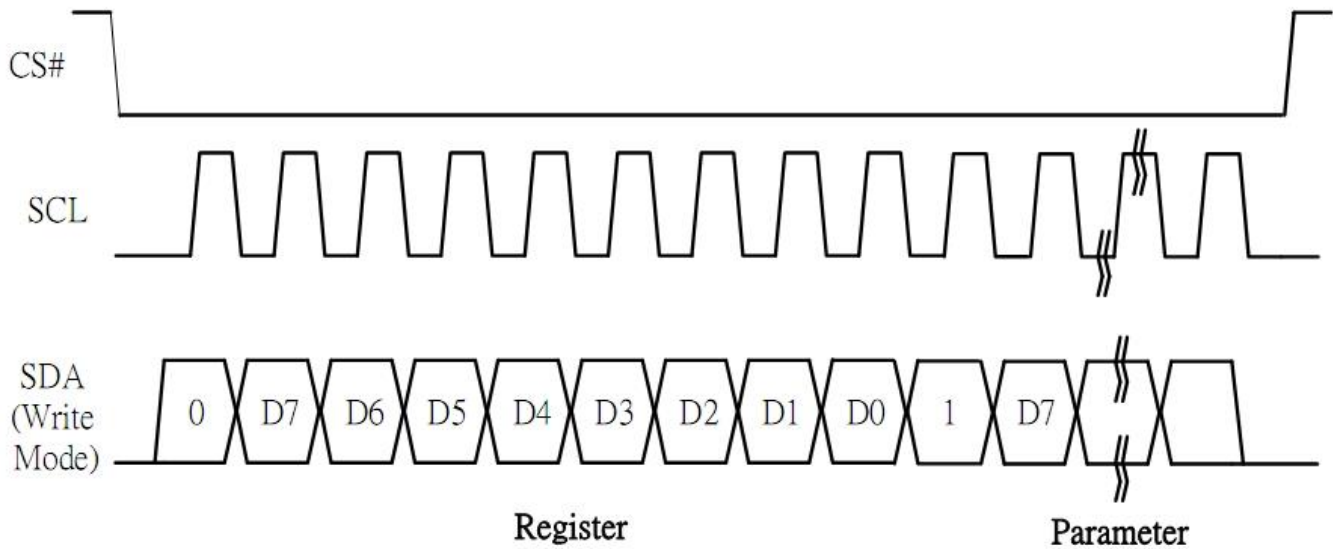 CS#
SCL
SDA
(Write
Mode)
0 D7 D6 D5 D4 D3 D2 D1 D0 1 D7
Register Parameter